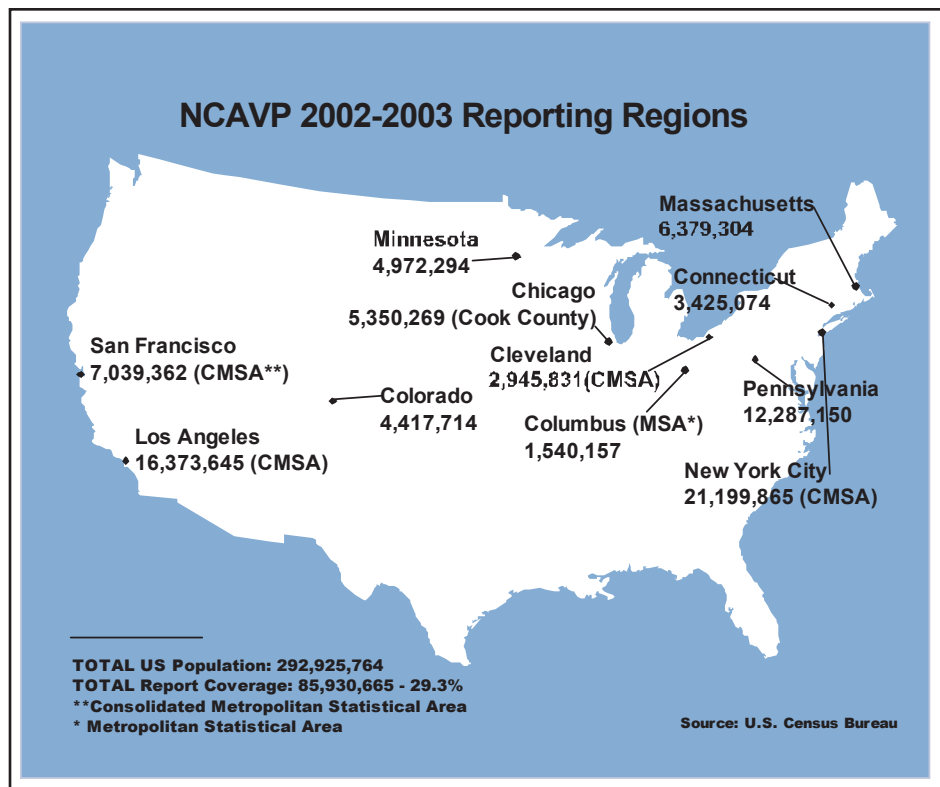 NCAVP 2002-2003 Reporting Regions
Massachusetts
6,379,304
Minnesota
4,972,294
Connecticut
3,425,074
Chicago
5,350,269 (Cook County)
San Francisco
7,039,362 (CMSA**)
Cleveland
2,945,831(CMSA)
Colorado
4,417,714
Pennsylvania
12,287,150
Columbus (MSA*)
1,540,157
Los Angeles
16,373,645 (CMSA)
New York City
21,199,865 (CMSA)
TOTAL US Population: 292,925,764
TOTAL Report Coverage: 85,930,665 - 29.3%
**Consolidated Metropolitan Statistical Area
* Metropolitan Statistical Area
Source: U.S. Census Bureau